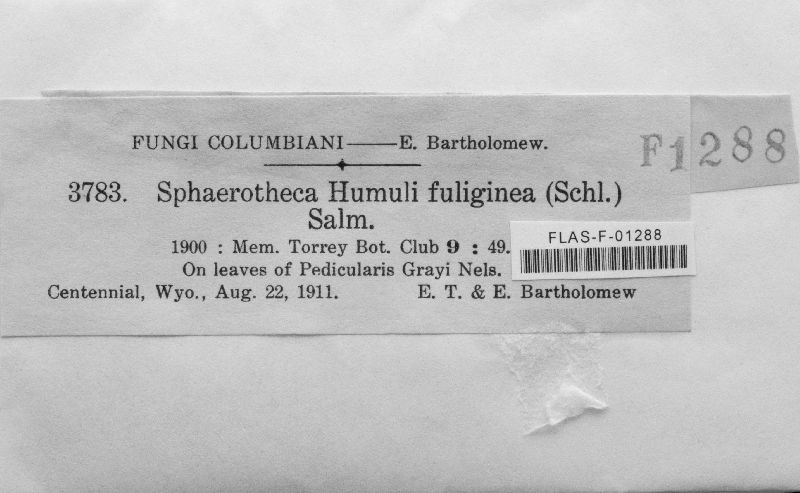 FUNGI COLUMBIANI——E. Bartholomew.
F1288
3783. Sphaerotheca Humuli fuliginea (Schl.)
Salm.
1900 : Mem. Torrey Bot. Club 9 : 49.
FLAS-F-01288
On leaves of Pedicularis Grayi Nels.
Centennial, Wyo., Aug. 22, 1911. E. T. & E. Bartholomew